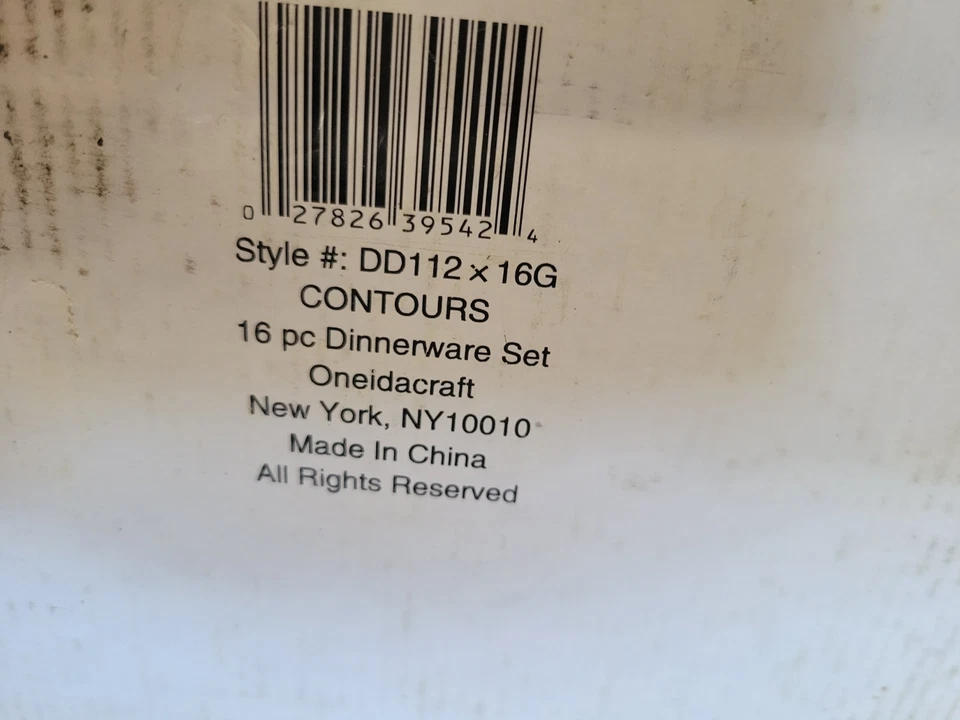 0 27826 39542 4
Style #: DD112 x 16G
CONTOURS
16 pc Dinnerware Set
Oneidacraft
New York, NY10010
Made In China
All Rights Reserved